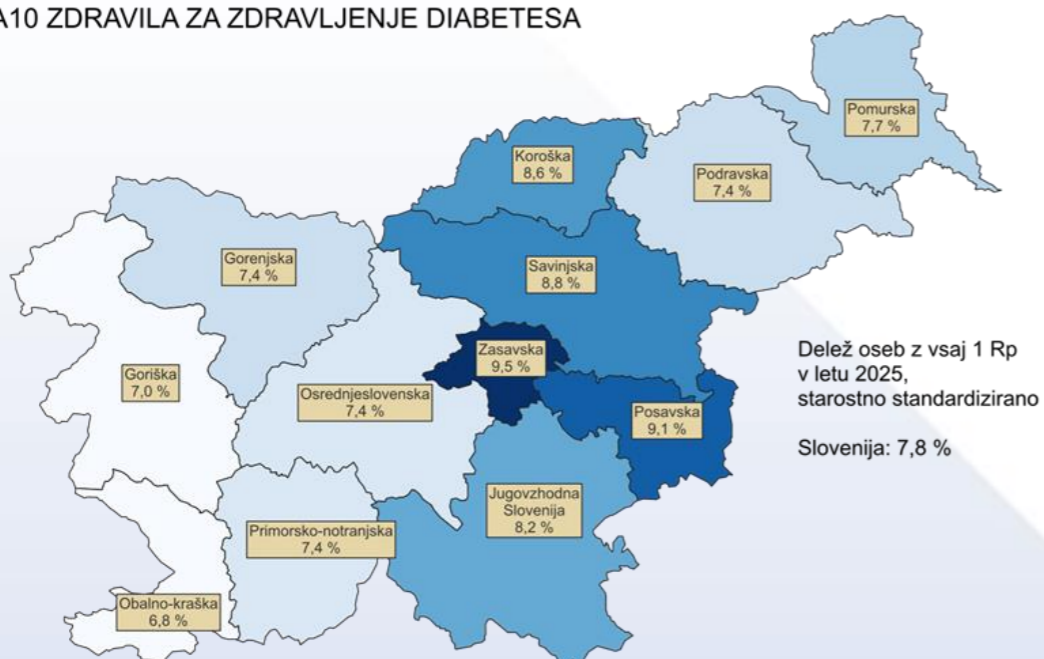 A10 ZDRAVILA ZA ZDRAVLJENJE DIABETESA
Pomurska
7,7 %
Koroška
8,6 %
Podravska
7,4 %
Gorenjska
7,4 %
Savinjska
8,8 %
Zasavska
9,5 %
Goriška
7,0 %
Osrednjeslovenska
7,4 %
Posavska
9,1 %
Delež oseb z vsaj 1 Rp
v letu 2025,
starostno standardizirano
Slovenija: 7,8 %
Jugovzhodna
Slovenija
8,2 %
Primorsko-notranjska
7,4 %
Obalno-kraška
6,8 %